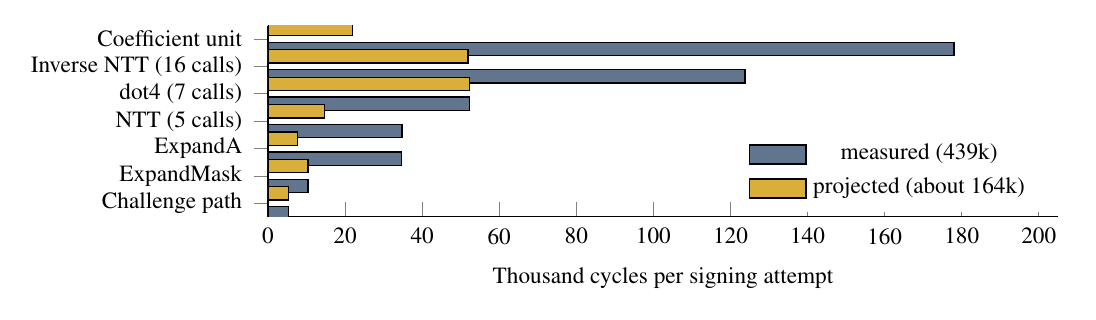 Coefficient unit
Inverse NTT (16 calls)
dot4 (7 calls)
NTT (5 calls)
ExpandA
ExpandMask
Challenge path
measured (439k)
projected (about 164k)
0 20 40 60 80 100 120 140 160 180 200
Thousand cycles per signing attempt